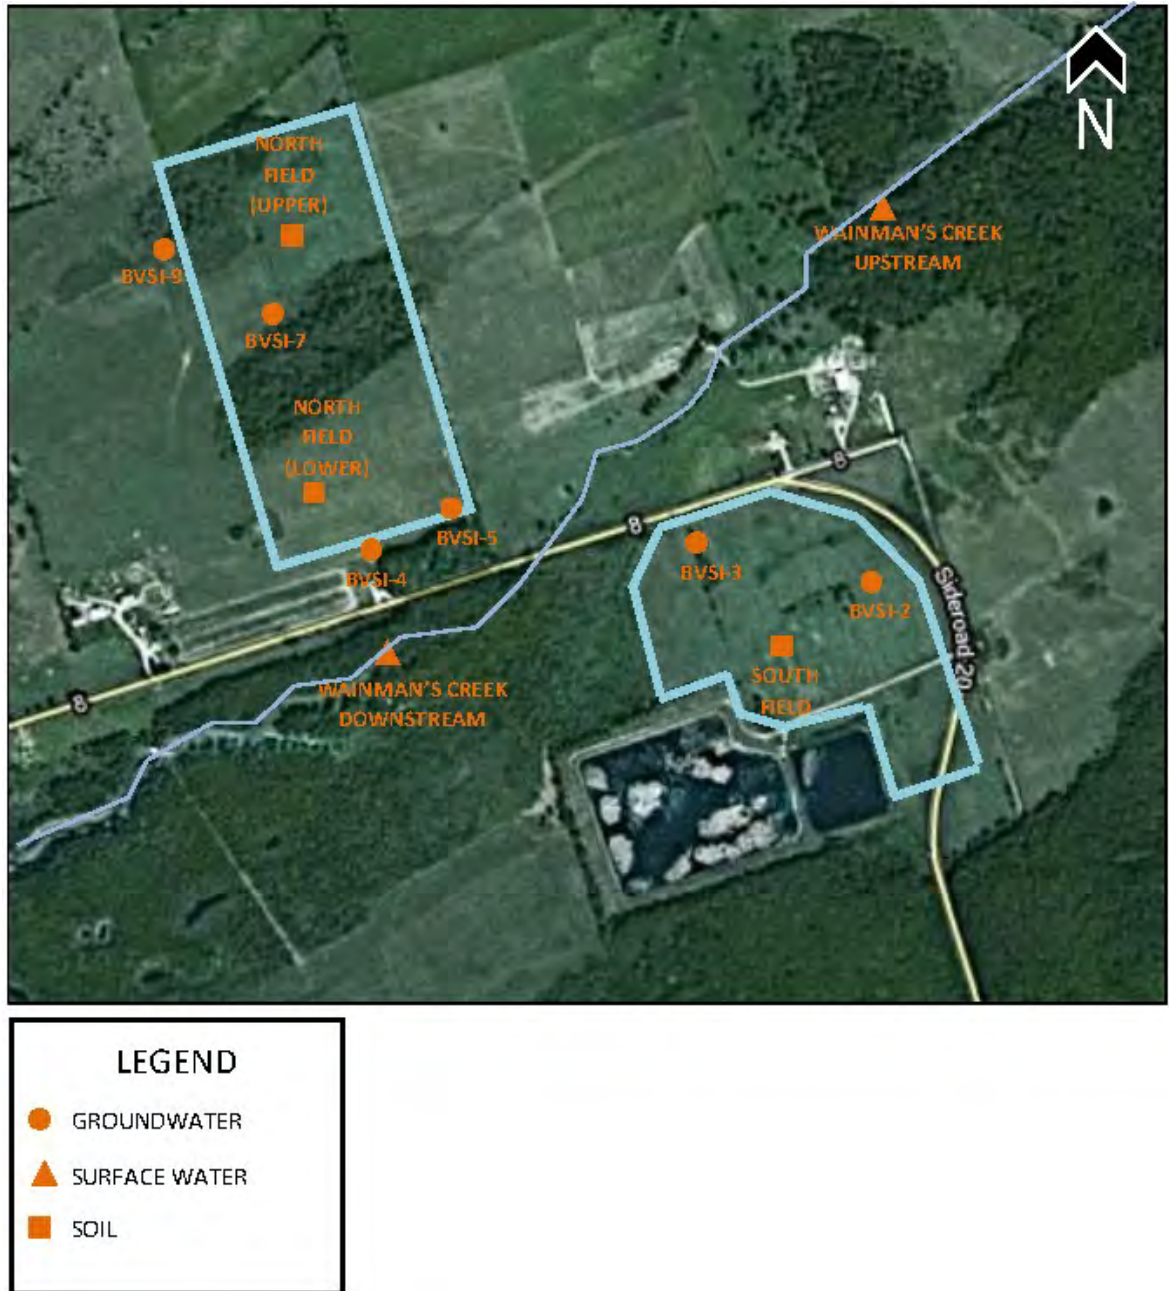 N
NORTH
FIELD
(UPPER)
BVSI-9
BVSI-7
WAINMAN'S CREEK
UPSTREAM
NORTH
FIELD
(LOWER)
8
8
BVSI-5
BVSI-4
BVSI-3
BVSI-2
Sideroad 20
SOUTH
FIELD
WAINMAN'S CREEK
DOWNSTREAM
8
LEGEND
GROUNDWATER
SURFACE WATER
SOIL